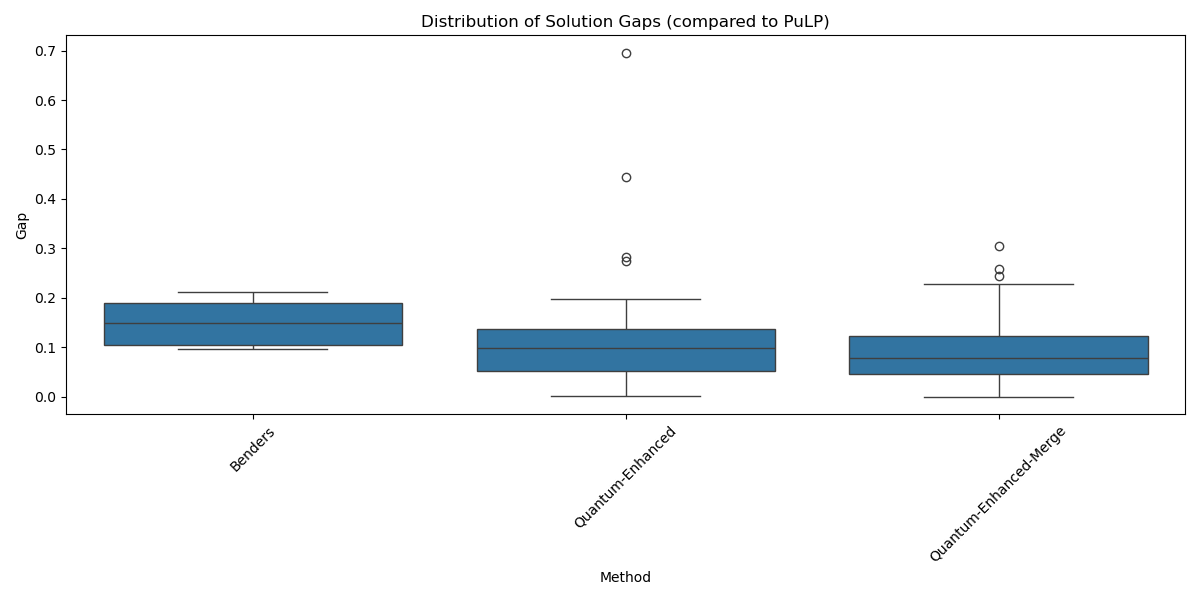 Distribution of Solution Gaps (compared to PuLP)
0.7
0.6
0.5
0.4
0.3
0.2
0.1
0.0
Gap
Benders
Quantum-Enhanced
Quantum-Enhanced-Merge
Method